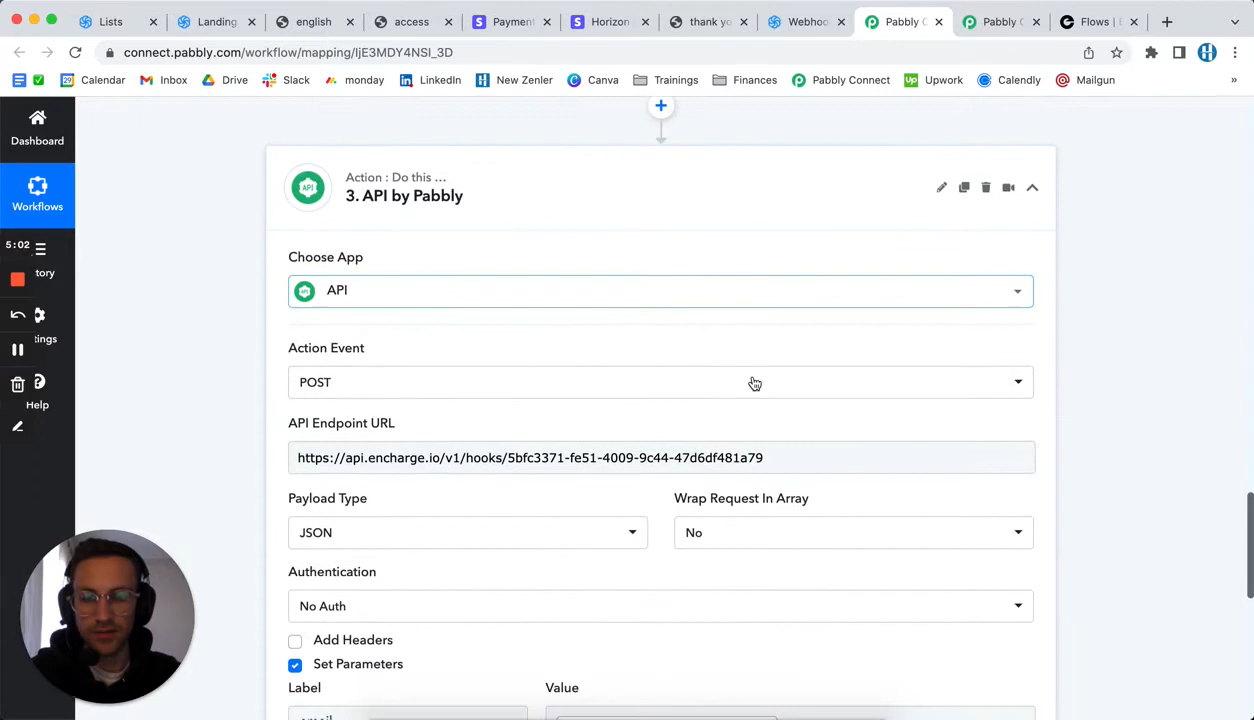 Lists
Landing
english
access
Payment
Horizon
thank yo
Webhoo
Pabbly C
Pabbly C
Flows | E
connect.pabbly.com/workflow/mapping/IjE3MDY4NSI_3D
Calendar
Inbox
Drive
Slack
monday
LinkedIn
New Zenler
Canva
Trainings
Finances
Pabbly Connect
Upwork
Calendly
Mailgun
»
Dashboard
Workflows
5:02
tory
tings
Help
Action : Do this ...
3. API by Pabbly
Choose App
API
API
Action Event
POST
API Endpoint URL
https://api.encharge.io/v1/hooks/5bfc3371-fe51-4009-9c44-47d6df481a79
Payload Type
Wrap Request In Array
JSON
No
Authentication
No Auth
Add Headers
Set Parameters
Label
Value
email